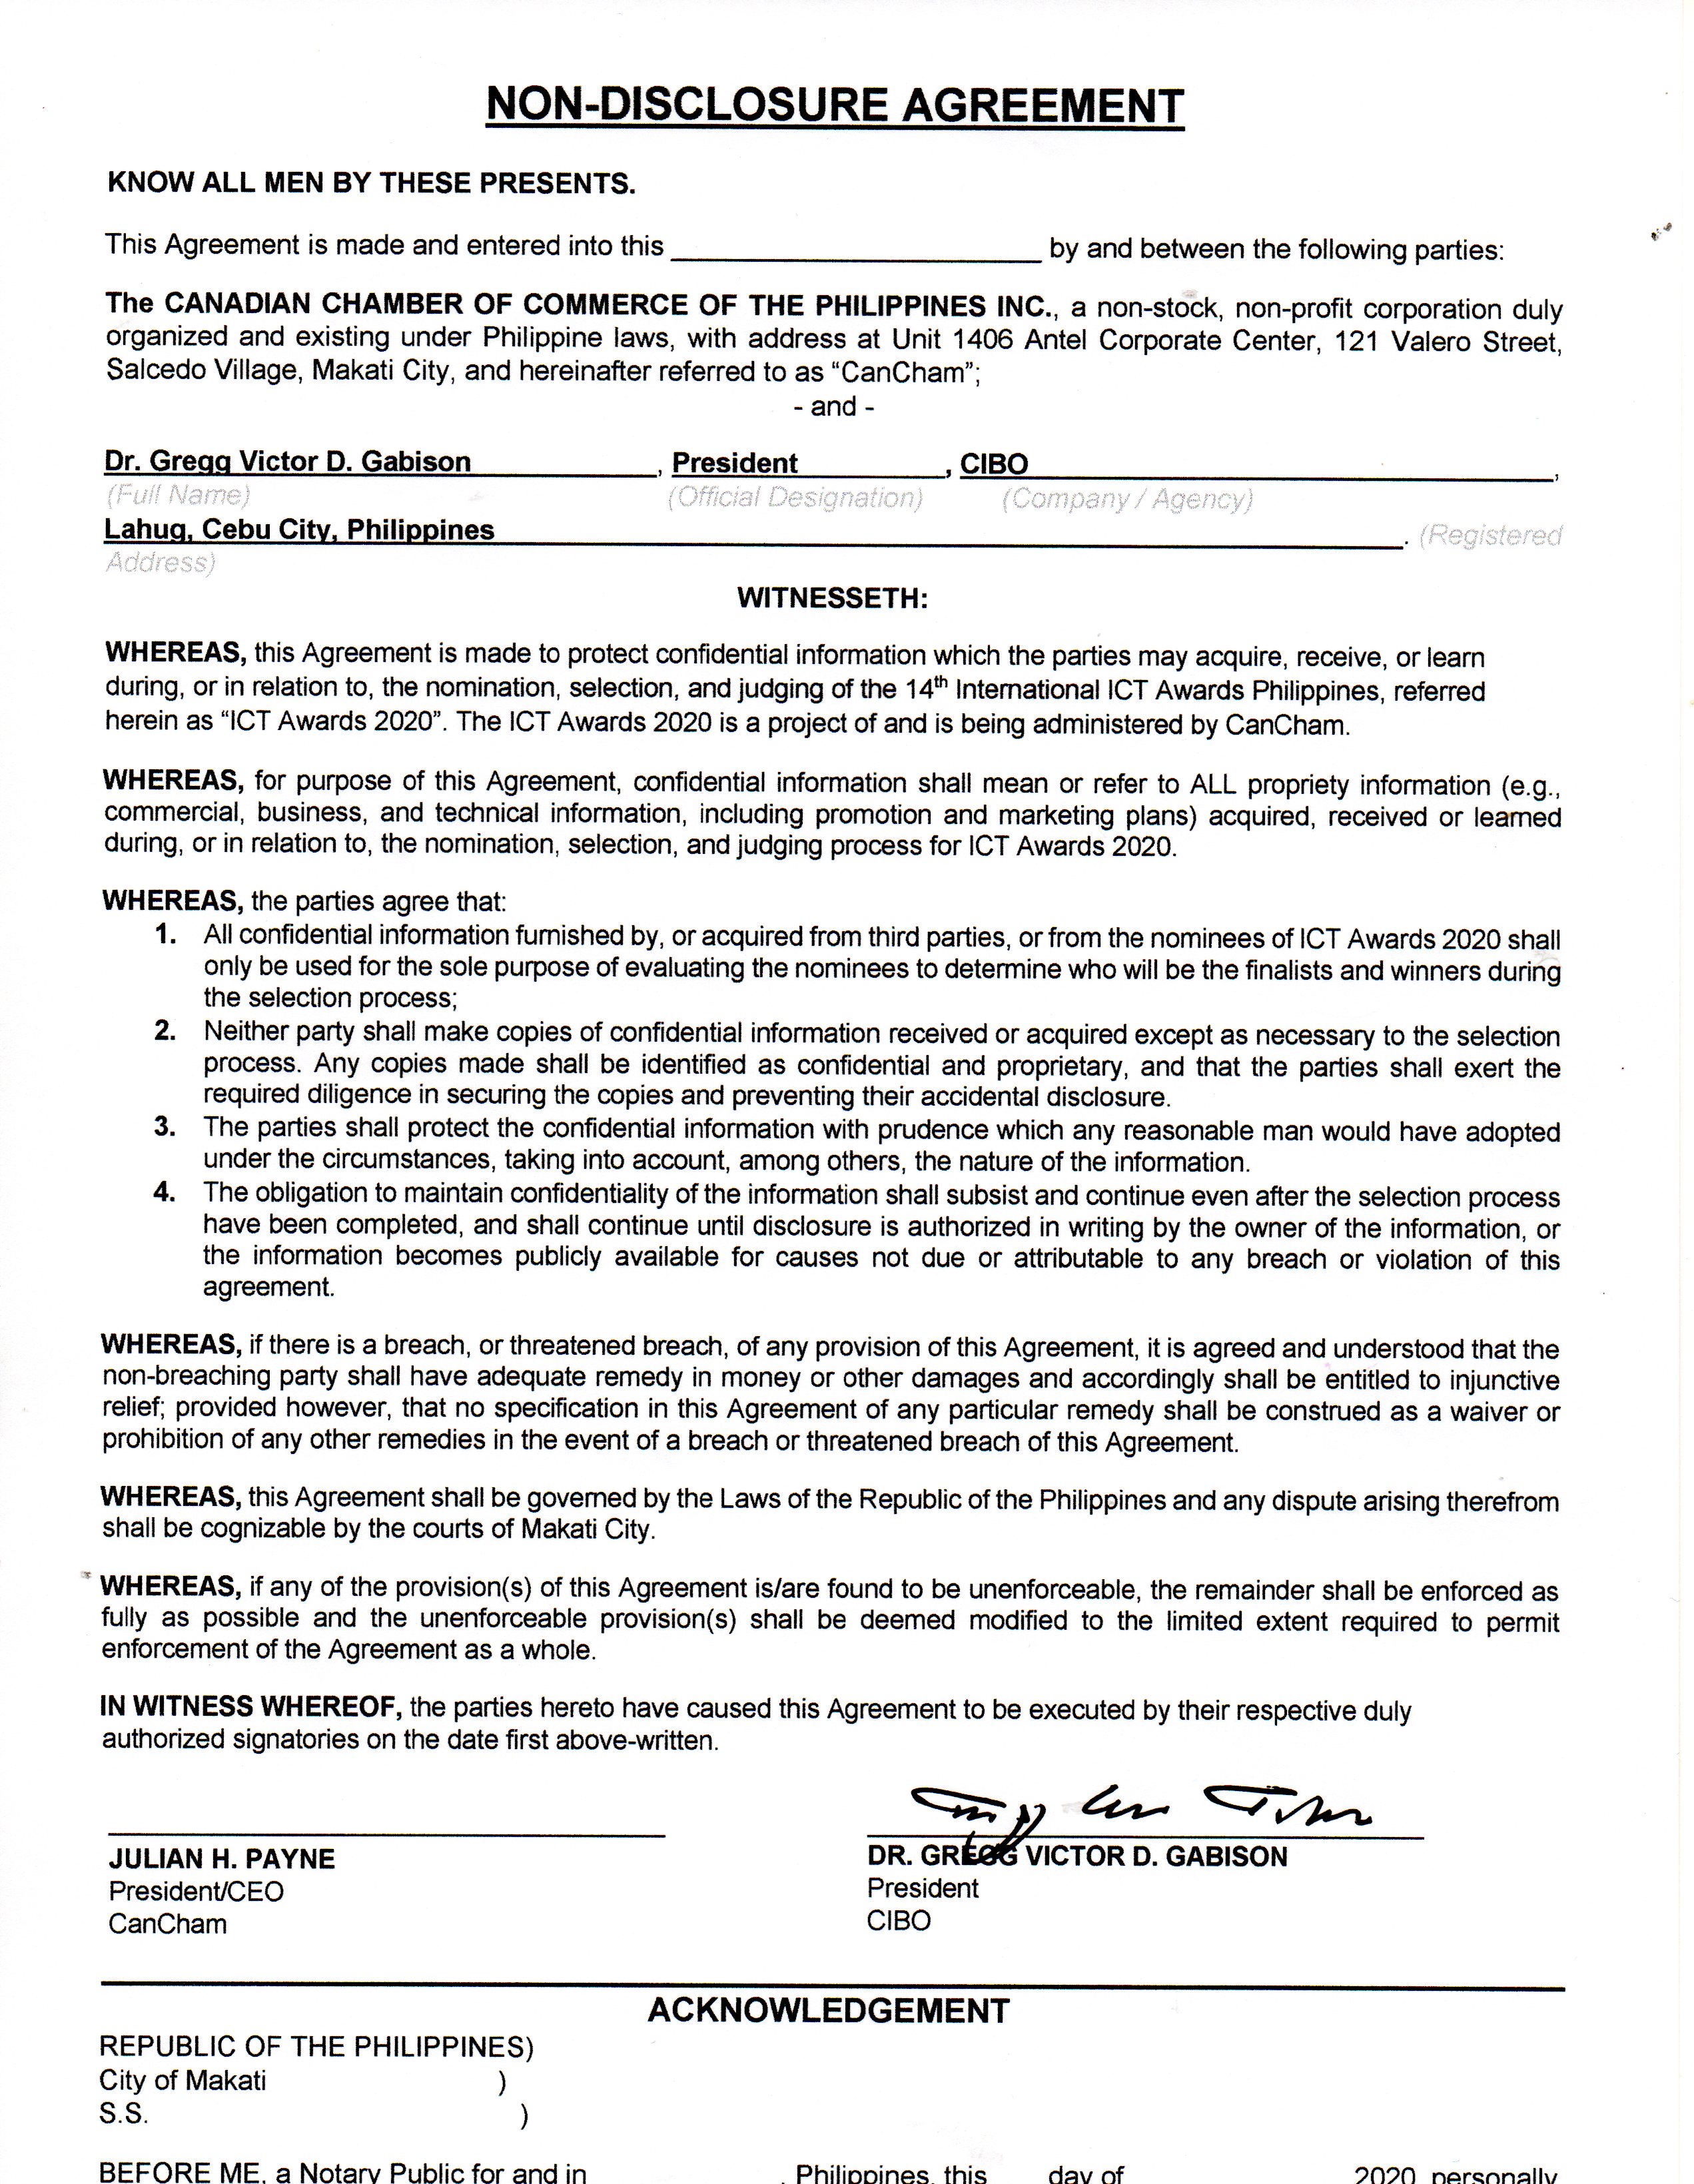 NON-DISCLOSURE AGREEMENT
KNOW ALL MEN BY THESE PRESENTS.
This Agreement is made and entered into this ____________________ by and between the following parties:
The CANADIAN CHAMBER OF COMMERCE OF THE PHILIPPINES INC., a non-stock, non-profit corporation duly
organized and existing under Philippine laws, with address at Unit 1406 Antel Corporate Center, 121 Valero Street,
Salcedo Village, Makati City, and hereinafter referred to as “CanCham”;
- and -
Dr. Gregg Victor D. Gabison, President, CIBO,
(Full Name) (Official Designation) (Company / Agency)
Lahug, Cebu City, Philippines. (Registered
Address)
WITNESSETH:
WHEREAS, this Agreement is made to protect confidential information which the parties may acquire, receive, or learn
during, or in relation to, the nomination, selection, and judging of the 14th International ICT Awards Philippines, referred
herein as “ICT Awards 2020”. The ICT Awards 2020 is a project of and is being administered by CanCham.
WHEREAS, for purpose of this Agreement, confidential information shall mean or refer to ALL propriety information (e.g.,
commercial, business, and technical information, including promotion and marketing plans) acquired, received or learned
during, or in relation to, the nomination, selection, and judging process for ICT Awards 2020.
WHEREAS, the parties agree that:
1. All confidential information furnished by, or acquired from third parties, or from the nominees of ICT Awards 2020 shall
only be used for the sole purpose of evaluating the nominees to determine who will be the finalists and winners during
the selection process;
2. Neither party shall make copies of confidential information received or acquired except as necessary to the selection
process. Any copies made shall be identified as confidential and proprietary, and that the parties shall exert the
required diligence in securing the copies and preventing their accidental disclosure.
3. The parties shall protect the confidential information with prudence which any reasonable man would have adopted
under the circumstances, taking into account, among others, the nature of the information.
4. The obligation to maintain confidentiality of the information shall subsist and continue even after the selection process
have been completed, and shall continue until disclosure is authorized in writing by the owner of the information, or
the information becomes publicly available for causes not due or attributable to any breach or violation of this
agreement.
WHEREAS, if there is a breach, or threatened breach, of any provision of this Agreement, it is agreed and understood that the
non-breaching party shall have adequate remedy in money or other damages and accordingly shall be entitled to injunctive
relief; provided however, that no specification in this Agreement of any particular remedy shall be construed as a waiver or
prohibition of any other remedies in the event of a breach or threatened breach of this Agreement.
WHEREAS, this Agreement shall be governed by the Laws of the Republic of the Philippines and any dispute arising therefrom
shall be cognizable by the courts of Makati City.
WHEREAS, if any of the provision(s) of this Agreement is/are found to be unenforceable, the remainder shall be enforced as
fully as possible and the unenforceable provision(s) shall be deemed modified to the limited extent required to permit
enforcement of the Agreement as a whole.
IN WITNESS WHEREOF, the parties hereto have caused this Agreement to be executed by their respective duly
authorized signatories on the date first above-written.
JULIAN H. PAYNE
President/CEO
CanCham
DR. GREGG VICTOR D. GABISON
President
CIBO
ACKNOWLEDGEMENT
REPUBLIC OF THE PHILIPPINES)
City of Makati )
S.S. )
BEFORE ME, a Notary Public for and in __________, Philippines, this ___ day of __________ 2020, personally